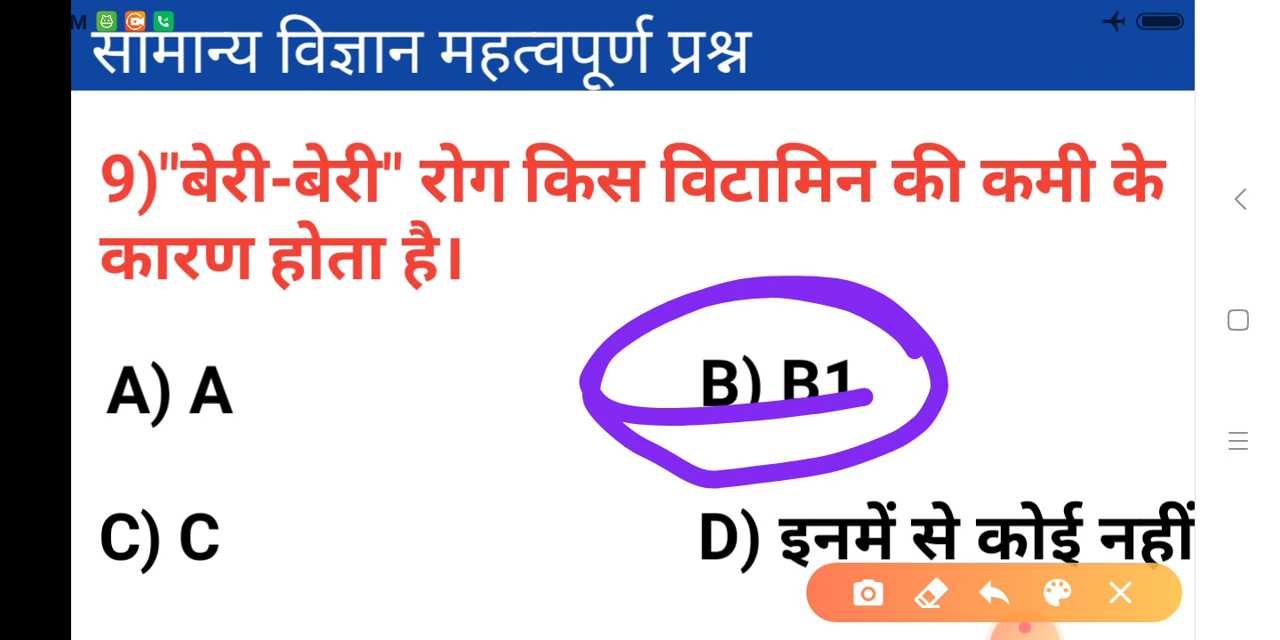 M
सामान्य विज्ञान महत्वपूर्ण प्रश्न
9)"बेरी-बेरी" रोग किस विटामिन की कमी के
कारण होता है।
A) A
B) B1
C) C
D) इनमें से कोई नहीं